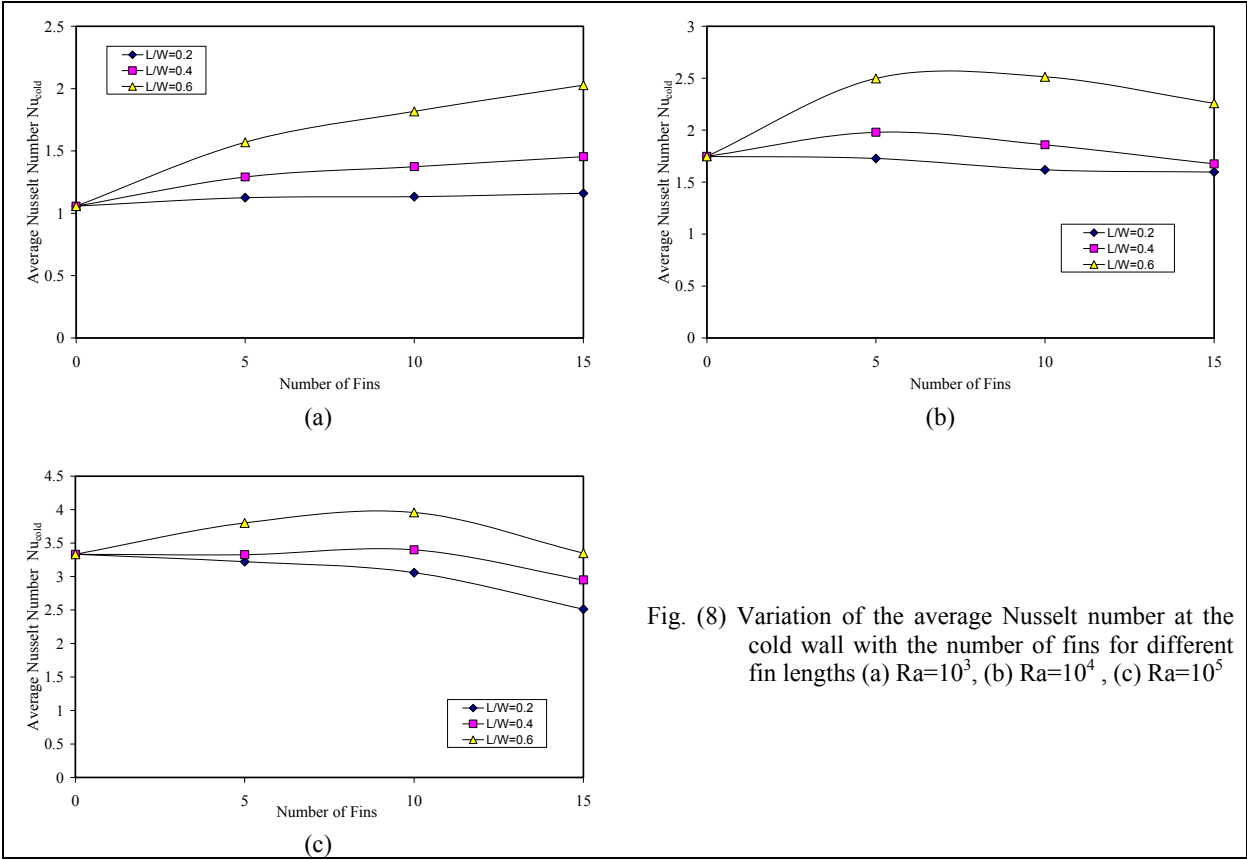 Average Nusselt Number Nu_cold
2.5
2
1.5
1
0.5
0
L/W=0.2
L/W=0.4
L/W=0.6
0 5 10 15
Number of Fins
(a)
Average Nusselt Number Nu_cold
3
2.5
2
1.5
1
0.5
0
L/W=0.2
L/W=0.4
L/W=0.6
0 5 10 15
Number of Fins
(b)
Average Nusselt Number Nu_cold
4.5
4
3.5
3
2.5
2
1.5
1
0.5
0
L/W=0.2
L/W=0.4
L/W=0.6
0 5 10 15
Number of Fins
(c)
Fig. (8) Variation of the average Nusselt number at the
cold wall with the number of fins for different
fin lengths (a) Ra=10³, (b) Ra=10⁴ , (c) Ra=10⁵